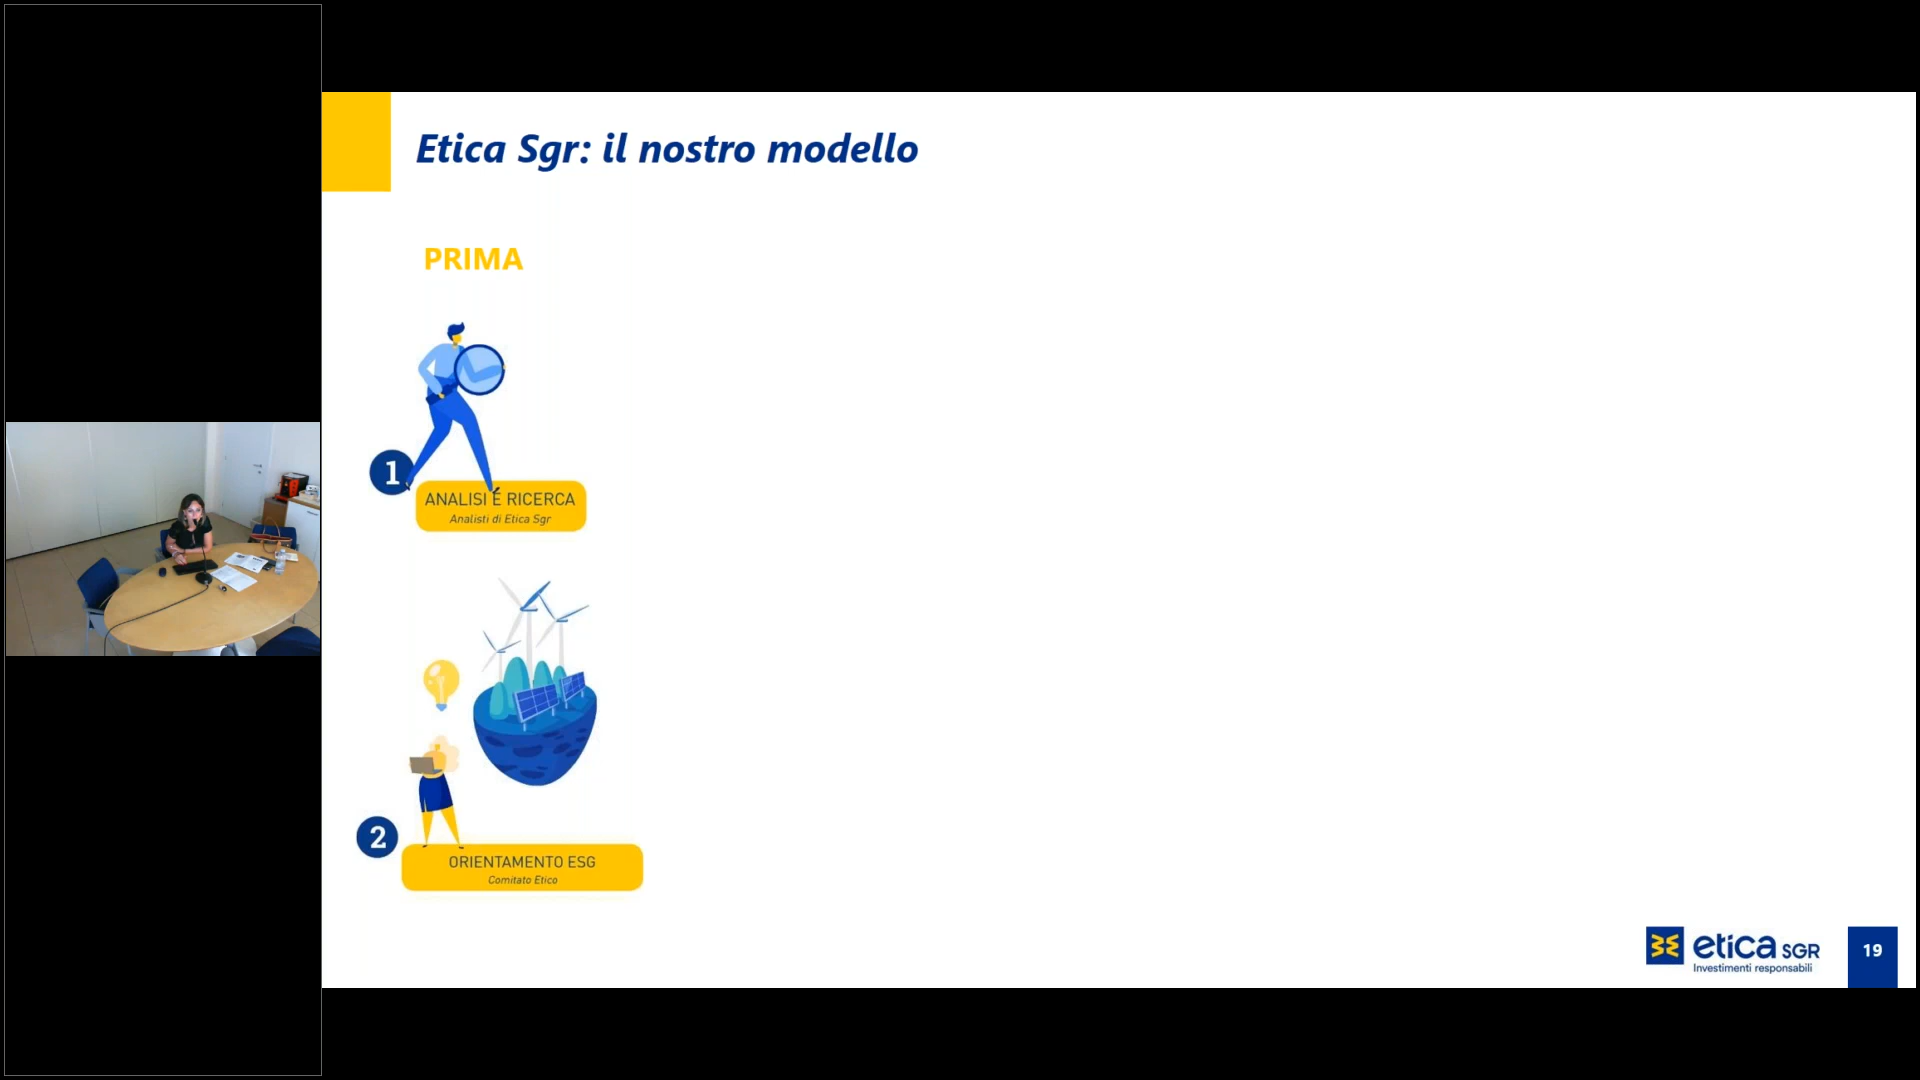 Etica Sgr: il nostro modello
PRIMA
1
ANALISI E RICERCA
Analisti di Etica Sgr
2
ORIENTAMENTO ESG
Comitato Etico
etica SGR
Investimenti responsabili
19